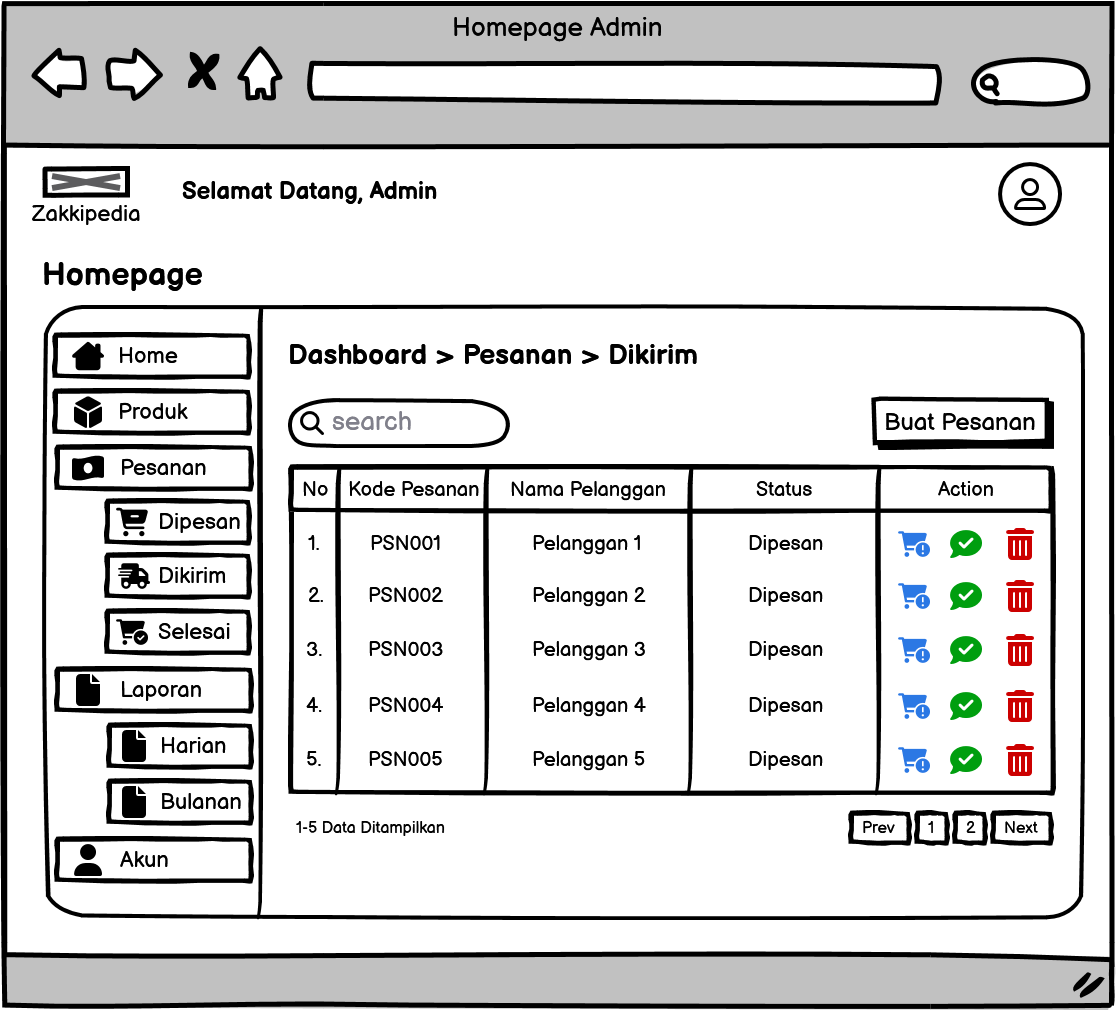 Homepage Admin
Zakkipedia
Selamat Datang, Admin
Homepage
Home
Produk
Pesanan
Dipesan
Dikirim
Selesai
Laporan
Harian
Bulanan
Akun
Dashboard > Pesanan > Dikirim
search
Buat Pesanan
No Kode Pesanan Nama Pelanggan Status Action
1. PSN001 Pelanggan 1 Dipesan
2. PSN002 Pelanggan 2 Dipesan
3. PSN003 Pelanggan 3 Dipesan
4. PSN004 Pelanggan 4 Dipesan
5. PSN005 Pelanggan 5 Dipesan
1-5 Data Ditampilkan
Prev 1 2 Next